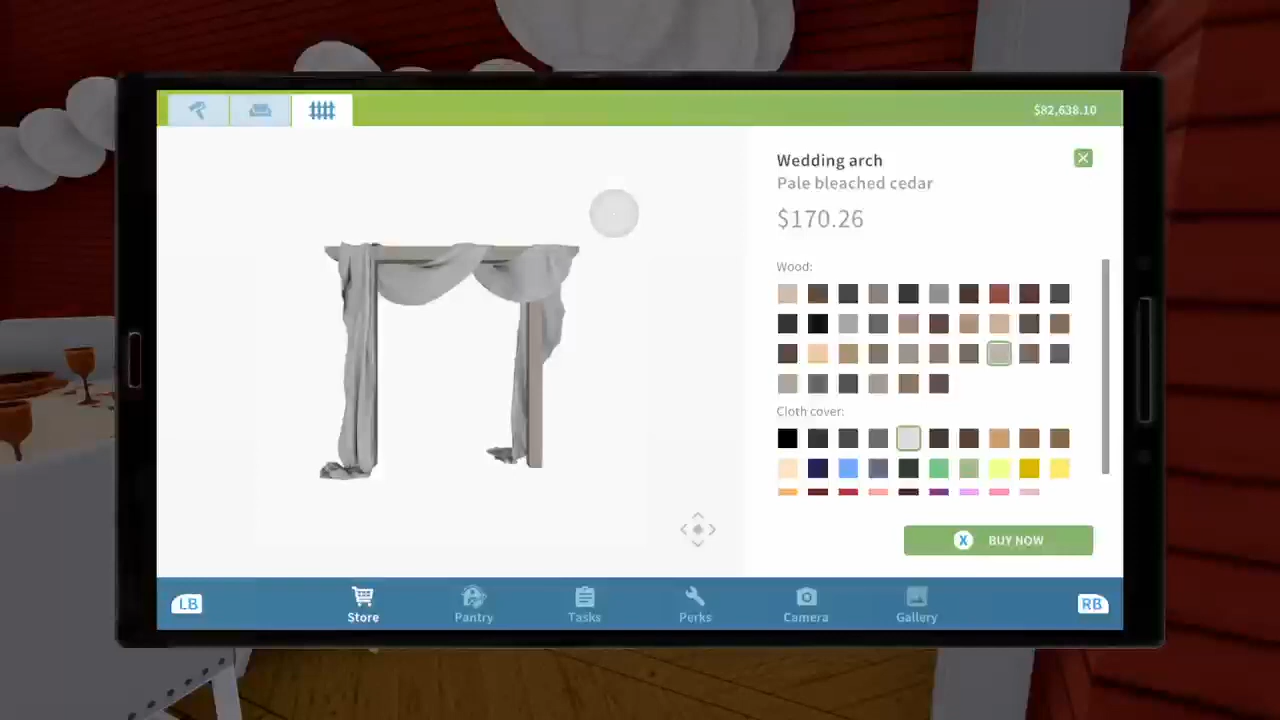 $82,638.10
Wedding arch
Pale bleached cedar
$170.26
Wood:
Cloth cover:
X BUY NOW
LB
Store
Pantry
Tasks
Perks
Camera
Gallery
RB